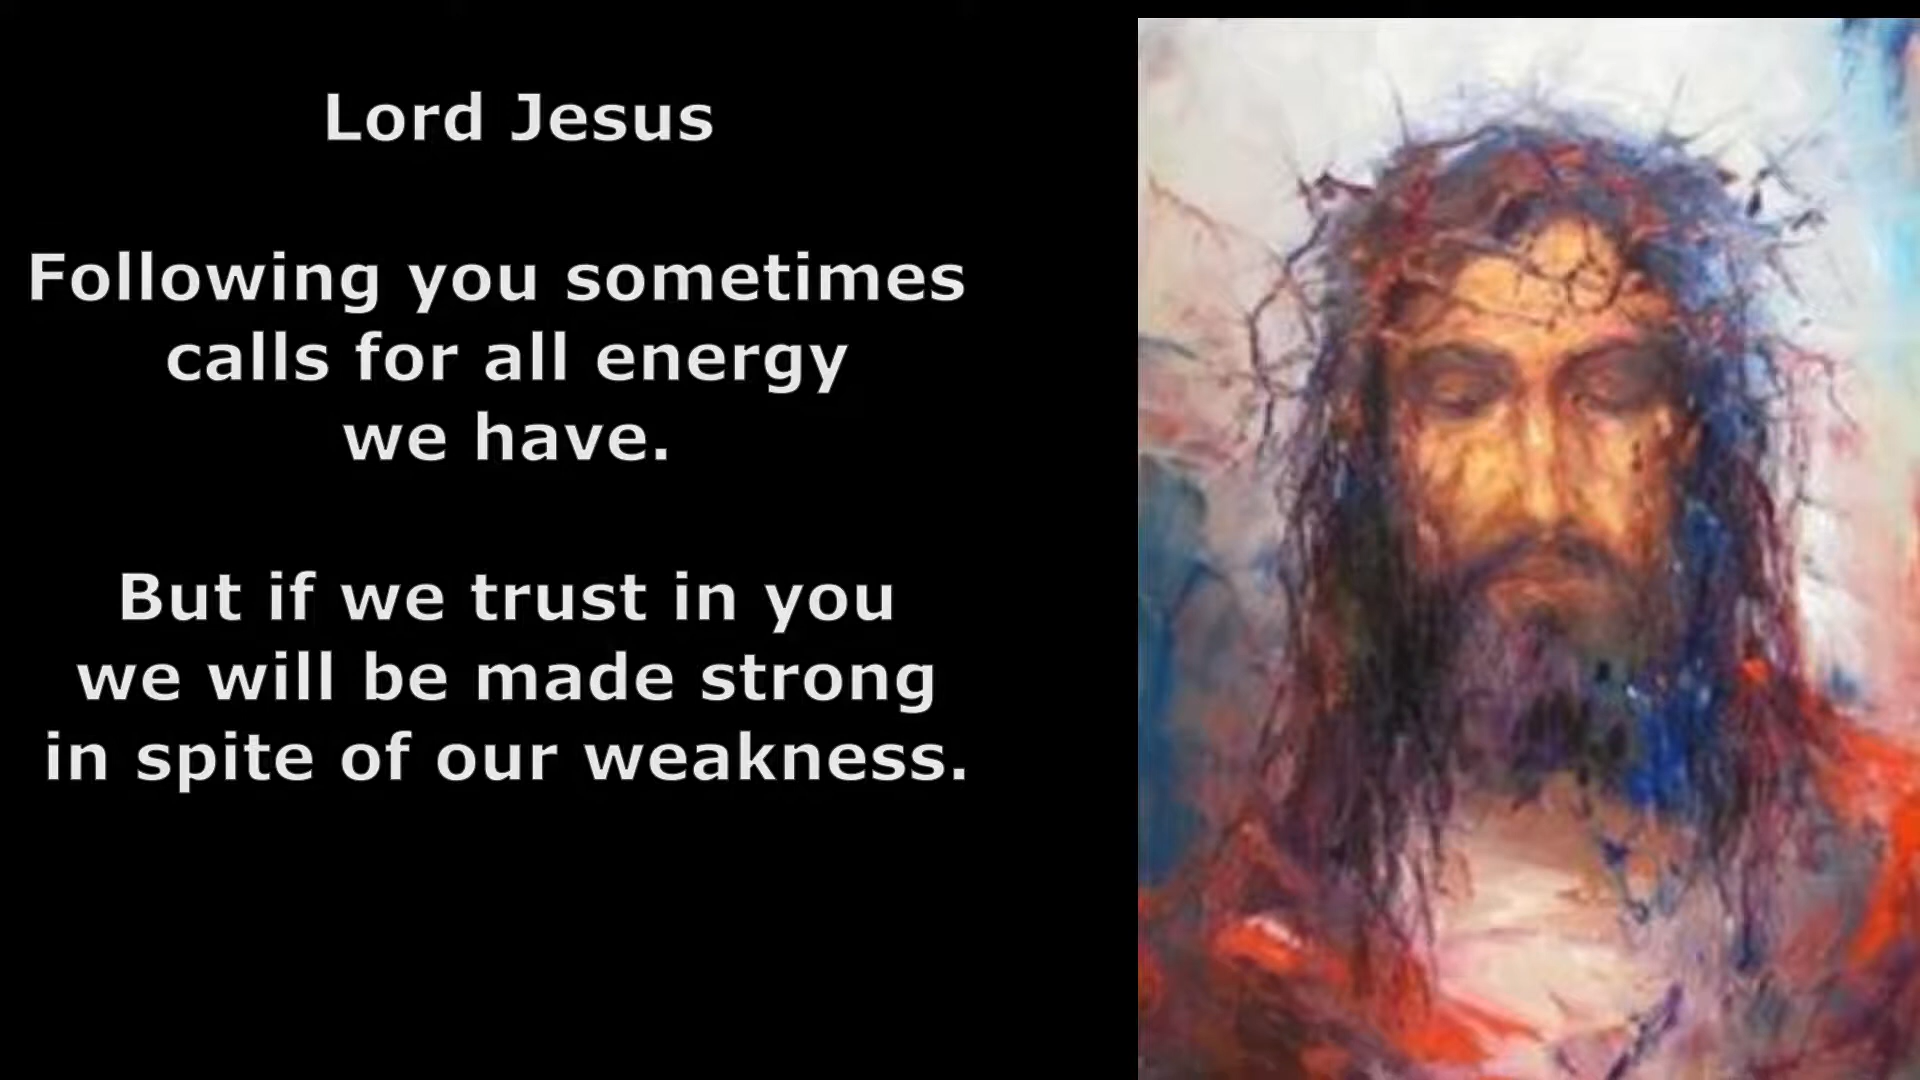 Lord Jesus
Following you sometimes
calls for all energy
we have.
But if we trust in you
we will be made strong
in spite of our weakness.